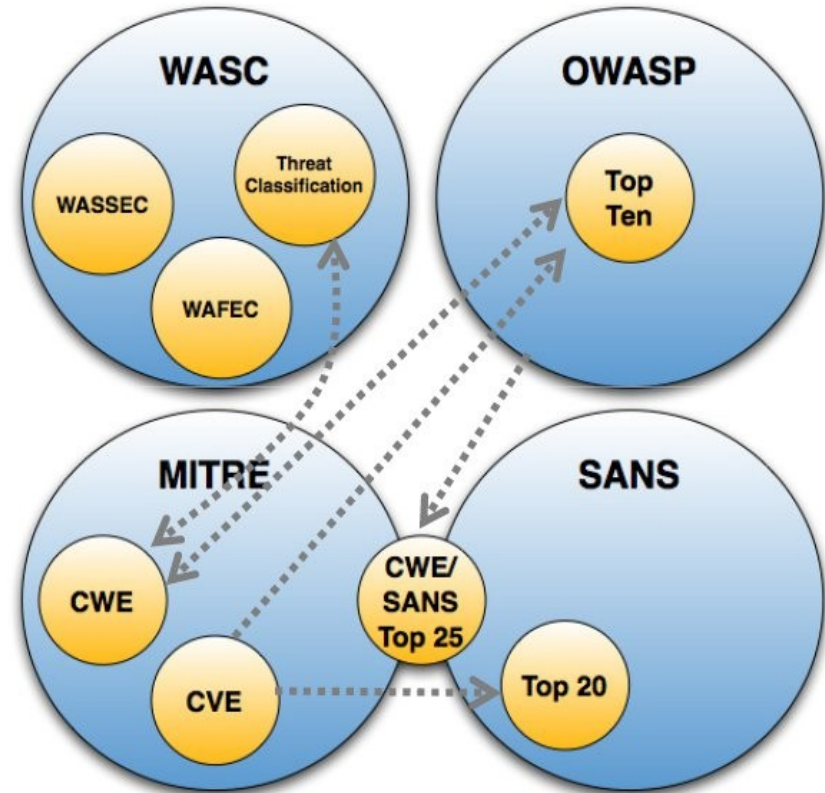 WASC
OWASP
Threat
Classification
WASSEC
WAFEC
Top
Ten
MITRE
SANS
CWE
CWE/
SANS
Top 25
CVE
Top 20